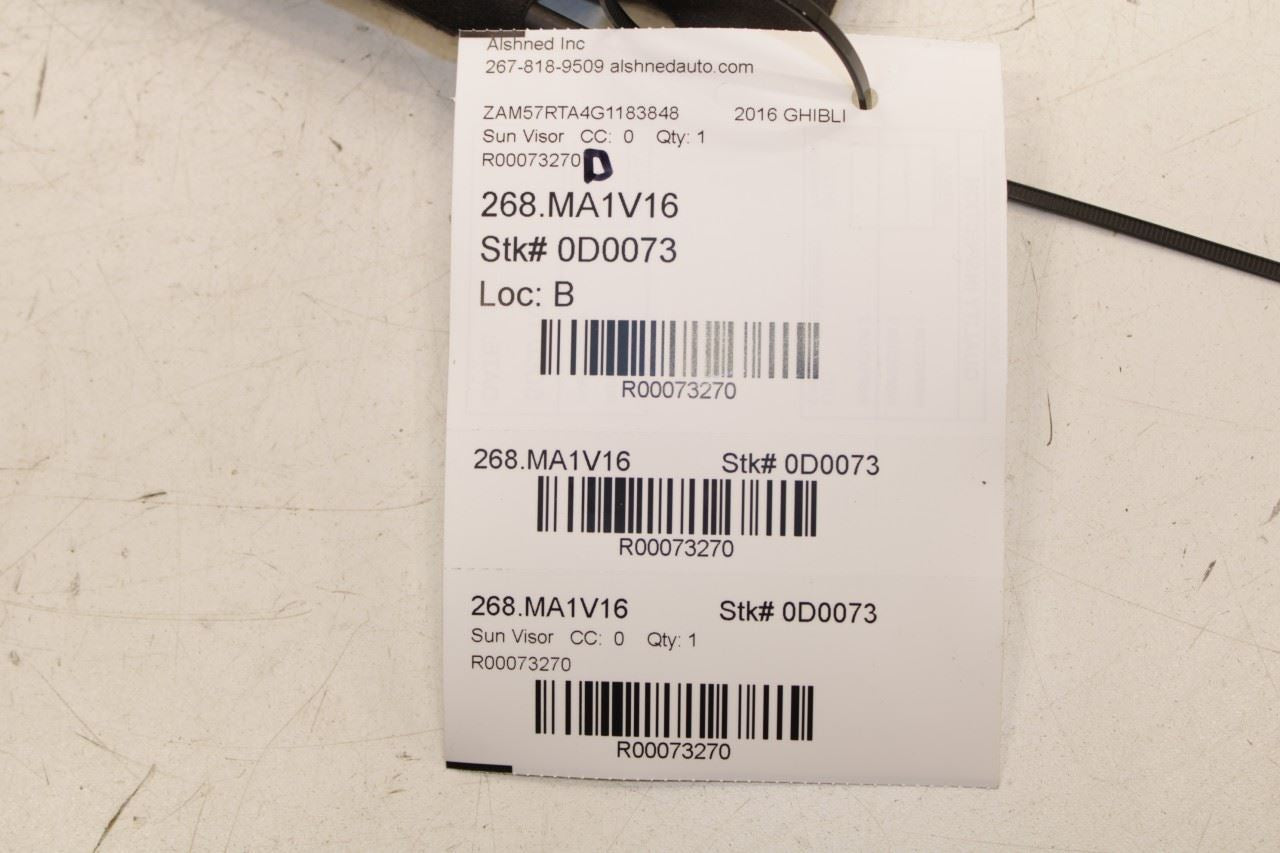 Alshned Inc
267-818-9509 alshnedauto.com
ZAM57RTA4G1183848 2016 GHIBLI
Sun Visor CC: 0 Qty: 1
R00073270 D
268.MA1V16
Stk# 0D0073
Loc: B
R00073270
268.MA1V16 Stk# 0D0073
R00073270
268.MA1V16 Stk# 0D0073
Sun Visor CC: 0 Qty: 1
R00073270
R00073270